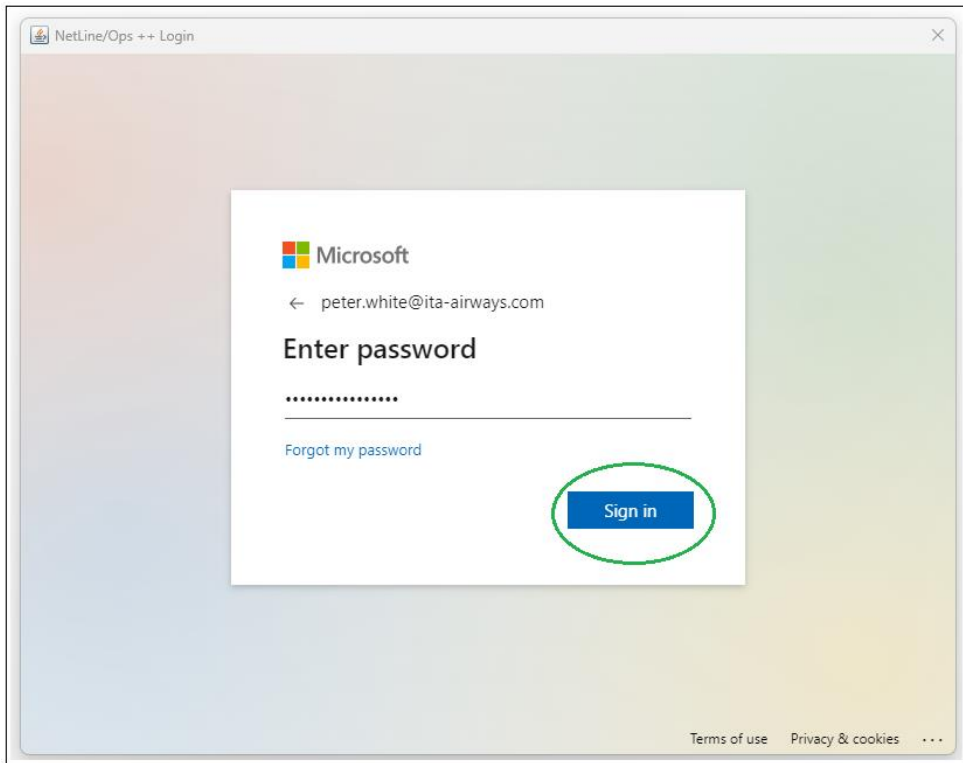 NetLine/Ops ++ Login
Microsoft
← peter.white@ita-airways.com
Enter password
••••••••••••••••
Forgot my password
Sign in
Terms of use Privacy & cookies ...